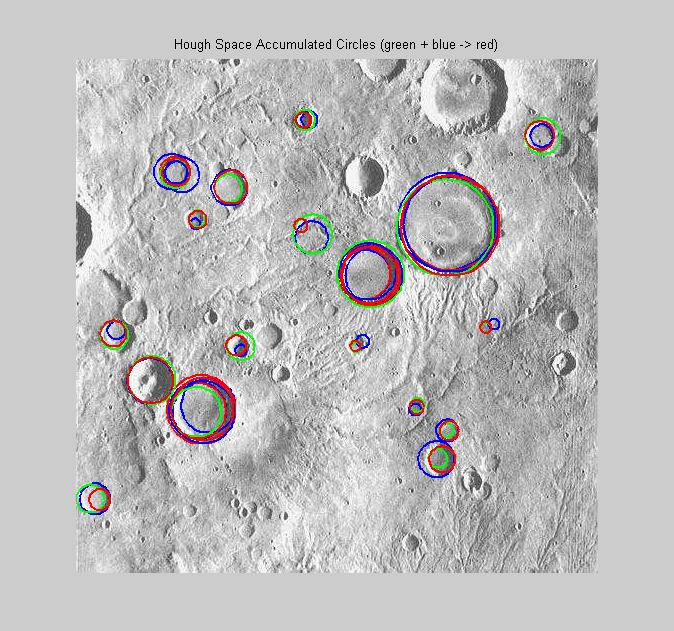 Hough Space Accumulated Circles (green + blue -> red)